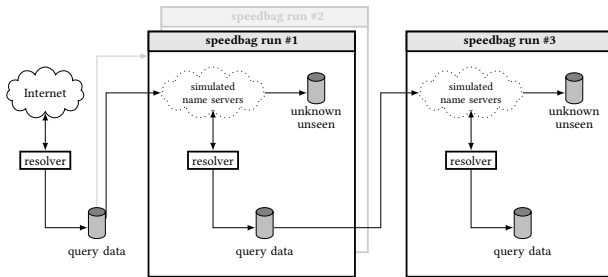 speedbag run #2
speedbag run #1
speedbag run #3
Internet
simulated
name servers
unknown
unseen
simulated
name servers
unknown
unseen
resolver
resolver
resolver
query data
query data
query data